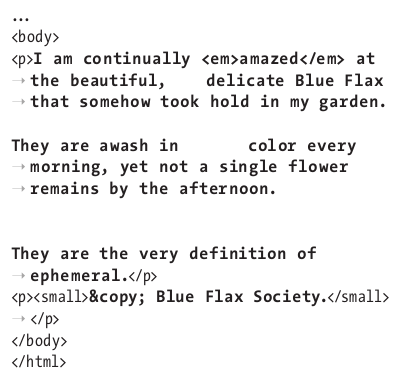 ...
<body>
<p>I am continually <em>amazed</em> at
→ the beautiful,    delicate Blue Flax
→ that somehow took hold in my garden.
They are awash in       color every
→ morning, yet not a single flower
→ remains by the afternoon.
They are the very definition of
→ ephemeral.</p>
<p><small>&copy; Blue Flax Society.</small>
→ </p>
</body>
</html>